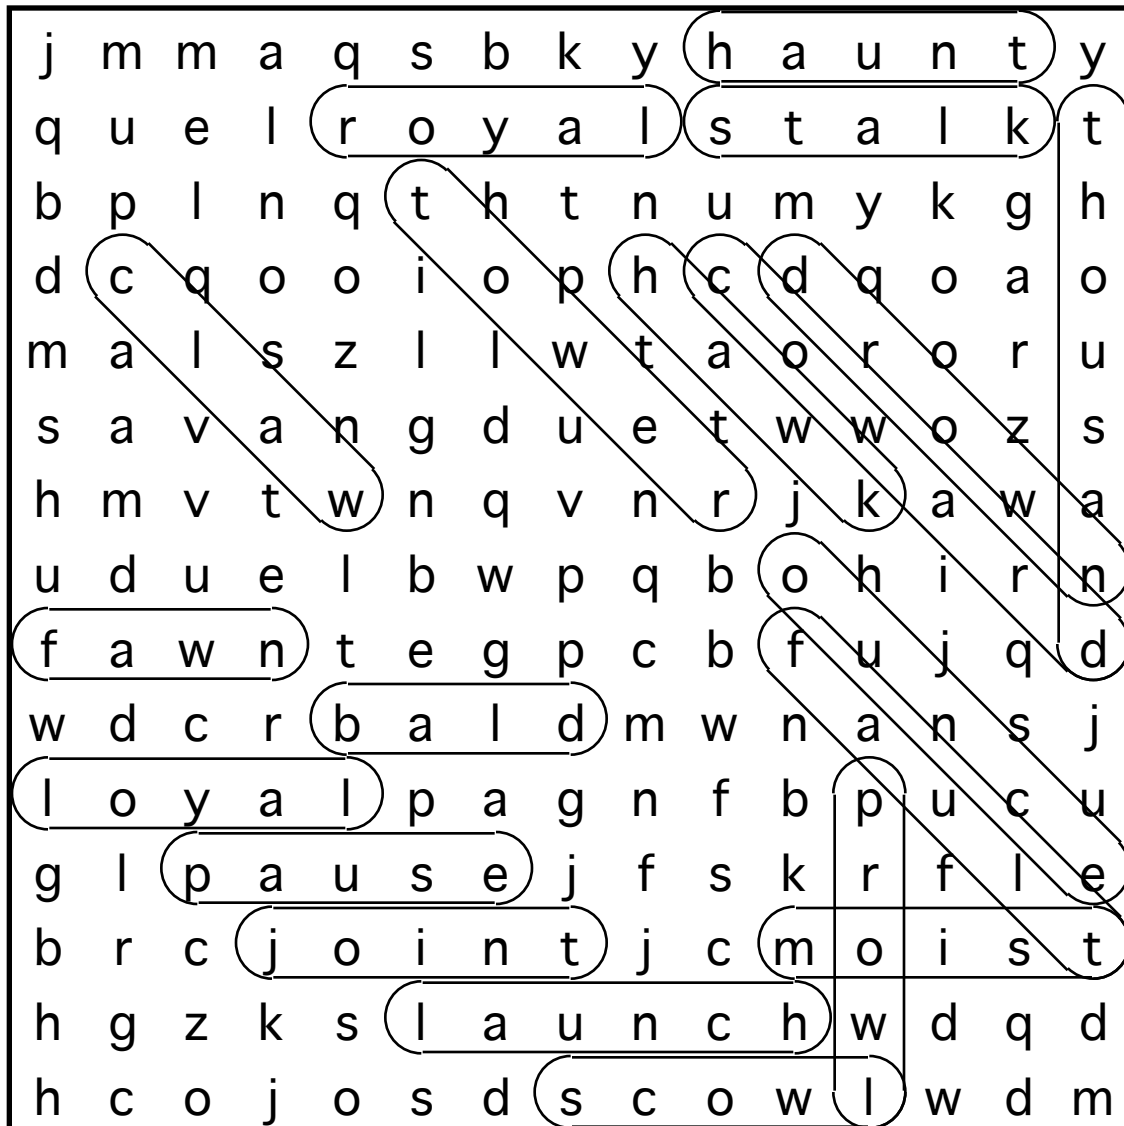 j m m a q s b k y h a u n t y
q u e l r o y a l s t a l k t
b p l n q t h t n u m y k g h
d c q o o i o p h c d q o a o
m a l s z l l w t a o r o r u
s a v a n g d u e t w w o z s
h m v t w n q v n r j k a w a
u d u e l b w p q b o h i r n
f a w n t e g p c b f u j q d
w d c r b a l d m w n a n s j
l o y a l p a g n f b p u c u
g l p a u s e j f s k r f l e
b r c j o i n t j c m o i s t
h g z k s l a u n c h w d q d
h c o j o s d s c o w l w d m